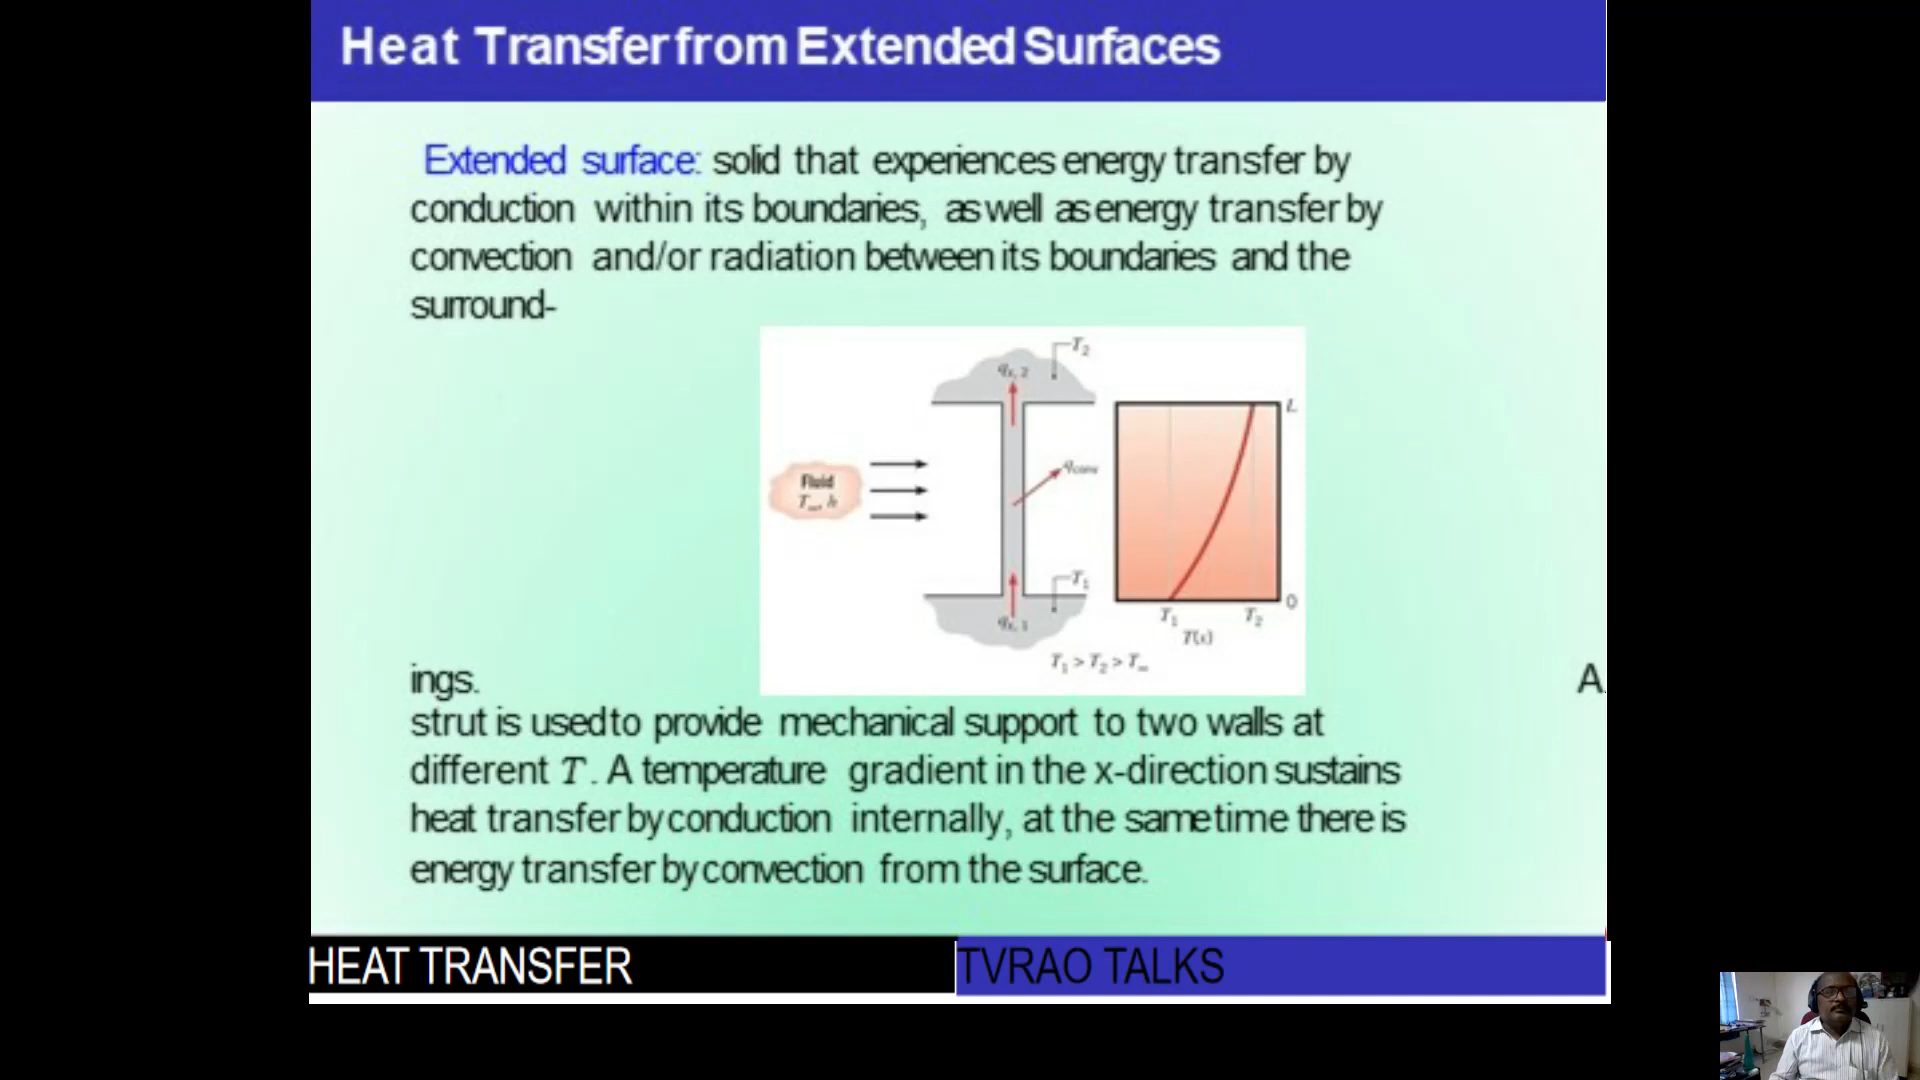 Heat Transfer from Extended Surfaces
Extended surface: solid that experiences energy transfer by
conduction within its boundaries, as well as energy transfer by
convection and/or radiation between its boundaries and the
surround-
T2
qx, 2
L
qconv
Fluid
T∞, h
T1
0
qx, 1
T1 T2
T(x)
T1 > T2 > T∞
ings. A
strut is used to provide mechanical support to two walls at
different T. A temperature gradient in the x-direction sustains
heat transfer by conduction internally, at the same time there is
energy transfer by convection from the surface.
HEAT TRANSFER
TVRAO TALKS